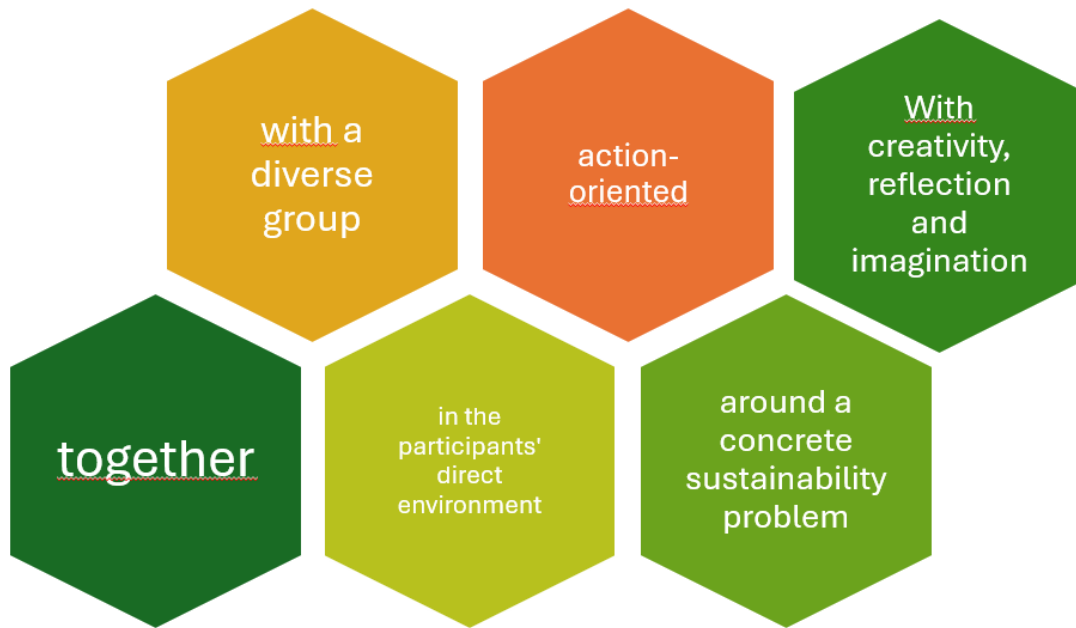 with a
diverse
group
action-
oriented
With
creativity,
reflection
and
imagination
together
in the
participants'
direct
environment
around a
concrete
sustainability
problem